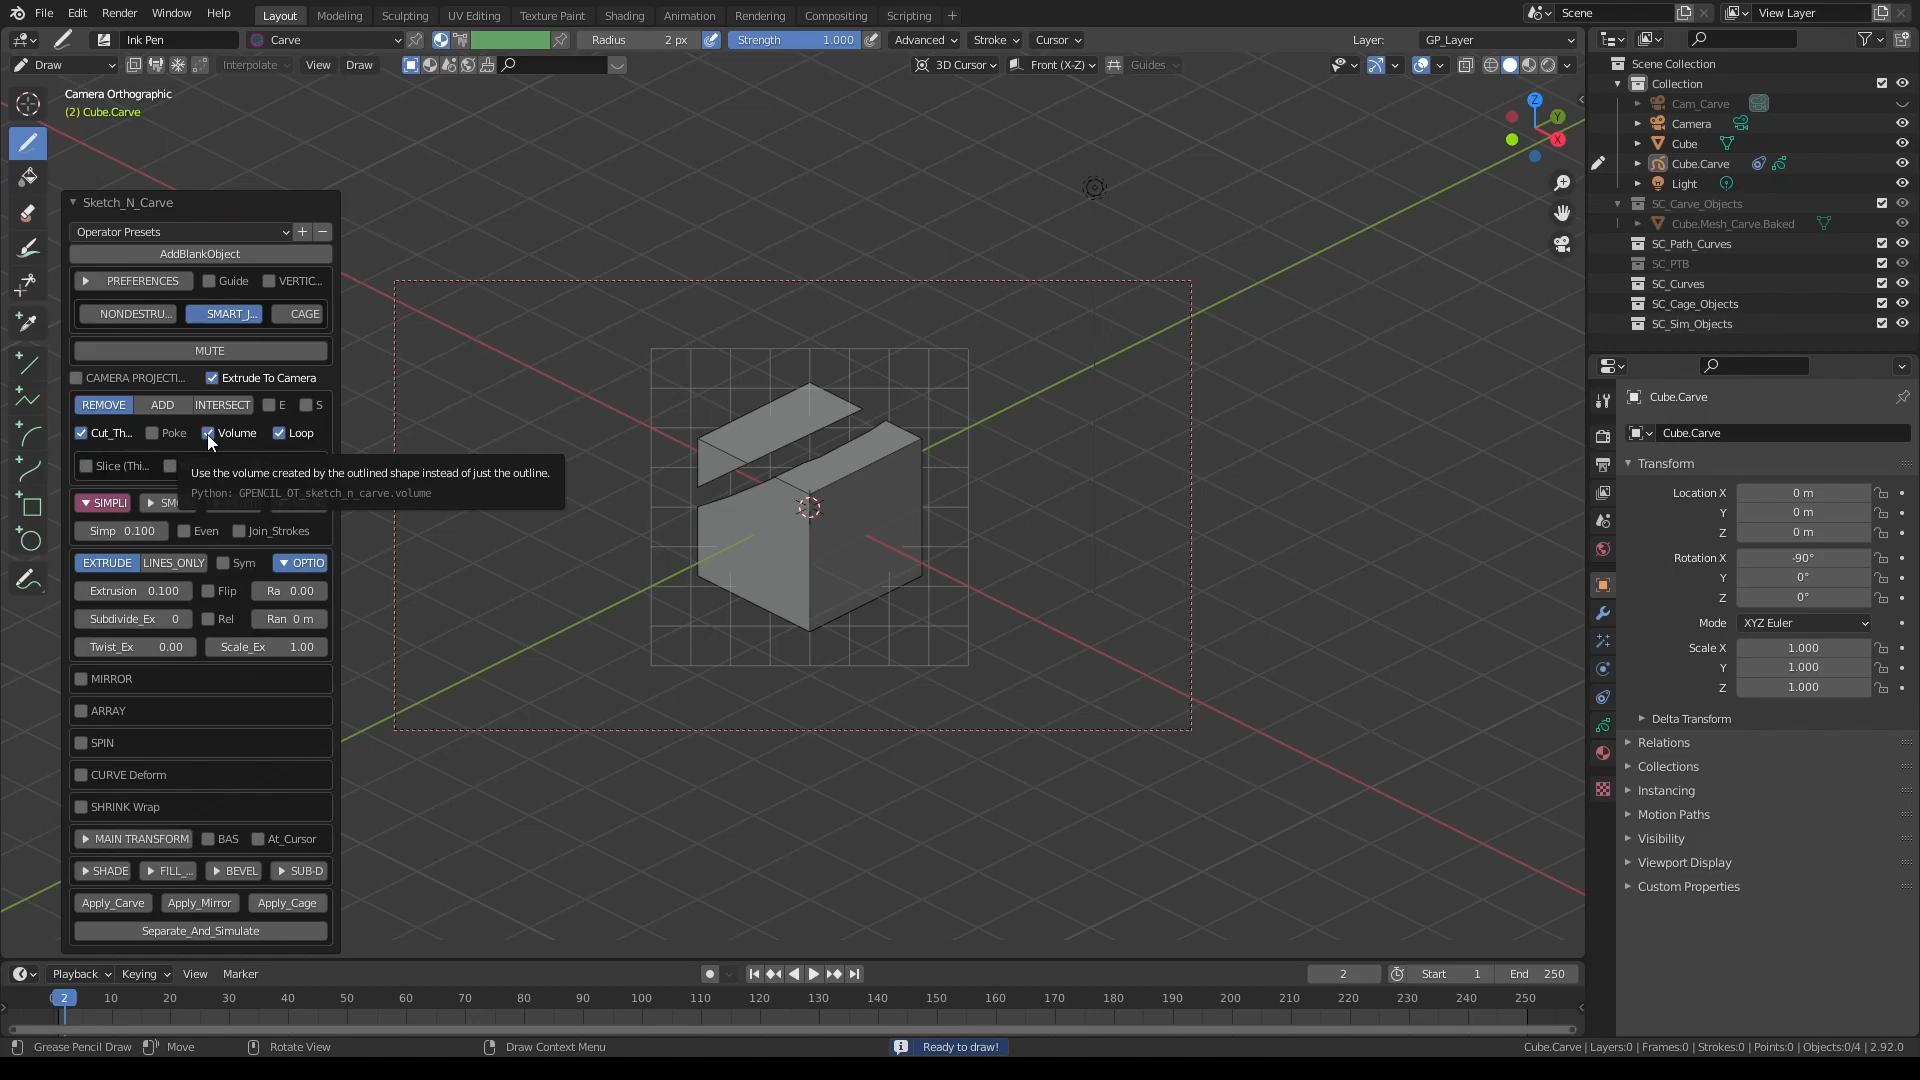 File Edit Render Window Help Layout Modeling Sculpting UV Editing Texture Paint Shading Animation Rendering Compositing Scripting Scene View Layer
Ink Pen Carve Radius 2 px Strength 1.000 Advanced Stroke Cursor Layer: GP_Layer
Draw Interpolate View Draw 3D Cursor Front (X-Z) Guides
Camera Orthographic
(2) Cube.Carve
Z
Y
X
Sketch_N_Carve
Operator Presets
AddBlankObject
PREFERENCES Guide VERTIC...
NONDESTRU... SMART_J... CAGE
MUTE
CAMERA PROJECTI... Extrude To Camera
REMOVE ADD INTERSECT E S
Cut_Th... Poke Volume Loop
Slice (Thi...
Use the volume created by the outlined shape instead of just the outline.
Python: GPENCIL_OT_sketch_n_carve.volume
SIMPLI
Simp 0.100 Even Join_Strokes
EXTRUDE LINES_ONLY Sym OPTIO
Extrusion 0.100 Flip Ra 0.00
Subdivide_Ex 0 Rel Ran 0 m
Twist_Ex 0.00 Scale_Ex 1.00
MIRROR
ARRAY
SPIN
CURVE Deform
SHRINK Wrap
MAIN TRANSFORM BAS At_Cursor
SHADE FILL_... BEVEL SUB-D
Apply_Carve Apply_Mirror Apply_Cage
Separate_And_Simulate
Scene Collection
Collection
Cam_Carve
Camera
Cube
Cube.Carve
Light
SC_Carve_Objects
Cube.Mesh_Carve.Baked
SC_Path_Curves
SC_PTB
SC_Curves
SC_Cage_Objects
SC_Sim_Objects
Cube.Carve
Cube.Carve
Transform
Location X 0 m
Y 0 m
Z 0 m
Rotation X -90°
Y 0°
Z 0°
Mode XYZ Euler
Scale X 1.000
Y 1.000
Z 1.000
Delta Transform
Relations
Collections
Instancing
Motion Paths
Visibility
Viewport Display
Custom Properties
Playback Keying View Marker 2 Start 1 End 250
2 10 20 30 40 50 60 70 80 90 100 110 120 130 140 150 160 170 180 190 200 210 220 230 240 250
Grease Pencil Draw Move Rotate View Draw Context Menu Ready to draw! Cube.Carve | Layers:0 | Frames:0 | Strokes:0 | Points:0 | Objects:0/4 | 2.92.0